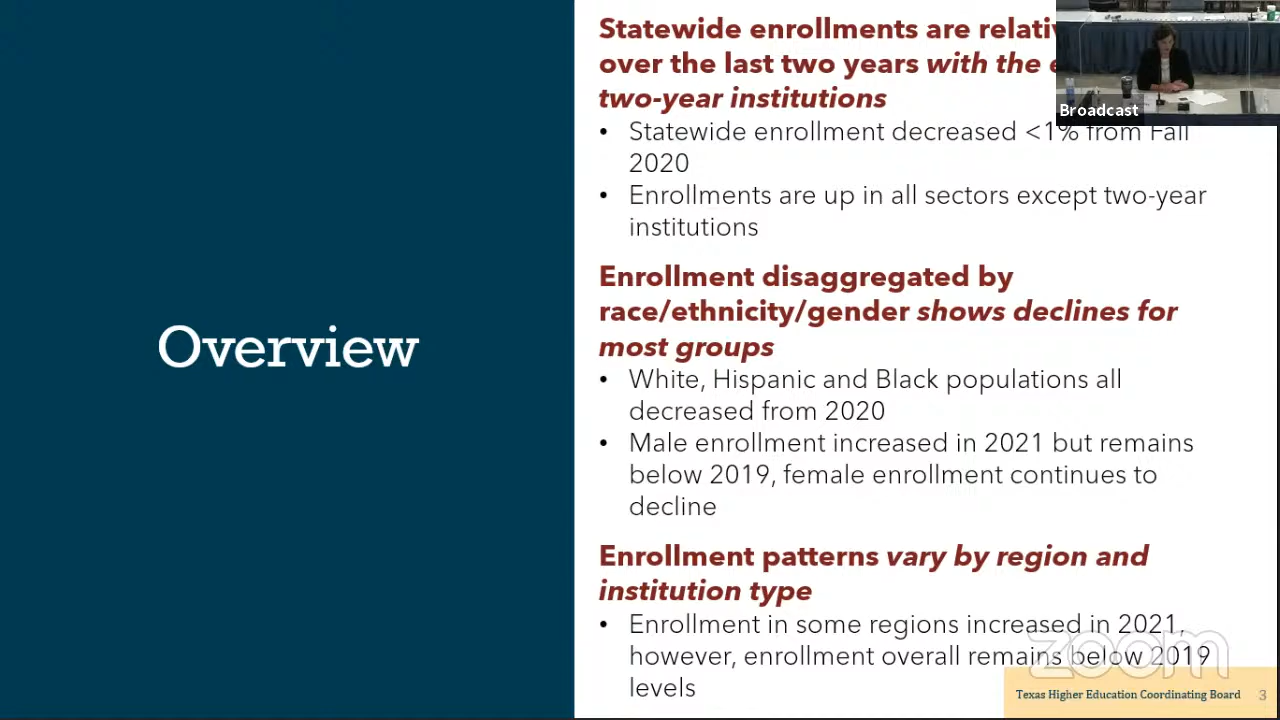 Overview
Statewide enrollments are
over the last two years with the
two-year institutions
• Statewide enrollment decreased <1% from Fall
2020
• Enrollments are up in all sectors except two-year
institutions
Enrollment disaggregated by
race/ethnicity/gender shows declines for
most groups
• White, Hispanic and Black populations all
decreased from 2020
• Male enrollment increased in 2021 but remains
below 2019, female enrollment continues to
decline
Enrollment patterns vary by region and
institution type
• Enrollment in some regions increased in 2021,
however, enrollment overall remains below 2019
levels
Broadcast
zoom
Texas Higher Education Coordinating Board 3